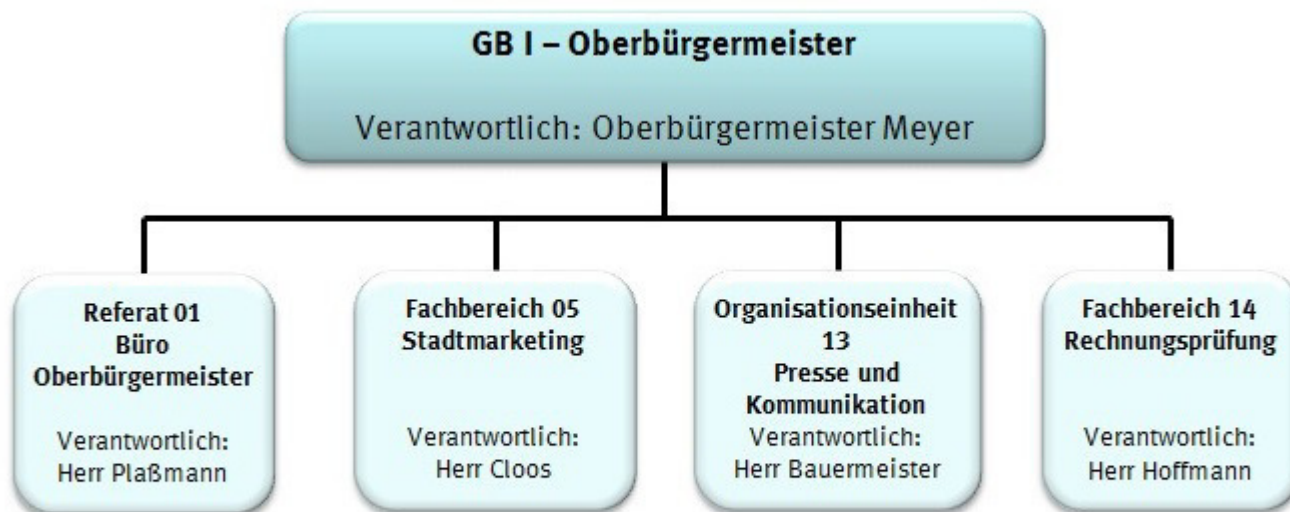 GB I – Oberbürgermeister
Verantwortlich: Oberbürgermeister Meyer
Referat 01
Büro
Oberbürgermeister
Verantwortlich:
Herr Plaßmann
Fachbereich 05
Stadtmarketing
Verantwortlich:
Herr Cloos
Organisationseinheit
13
Presse und
Kommunikation
Verantwortlich:
Herr Bauermeister
Fachbereich 14
Rechnungsprüfung
Verantwortlich:
Herr Hoffmann